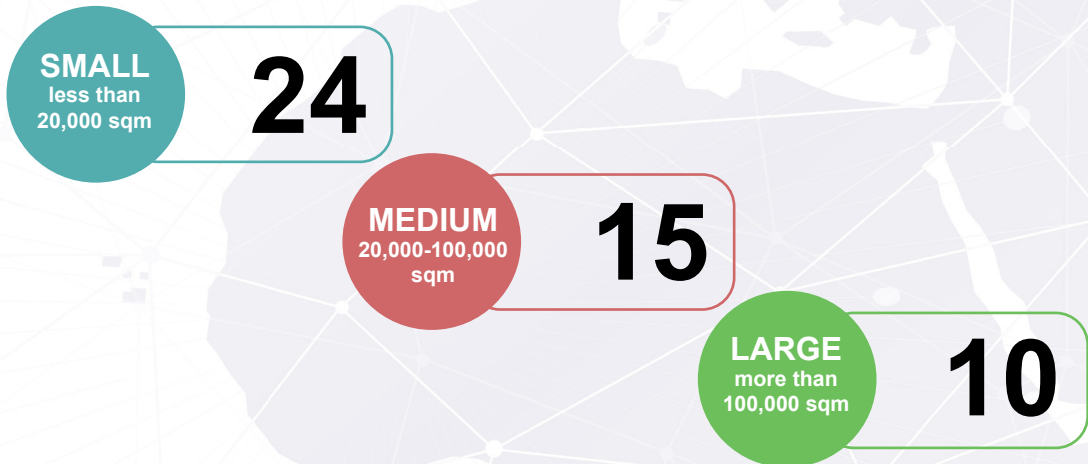 SMALL
less than
20,000 sqm
24
MEDIUM
20,000-100,000
sqm
15
LARGE
more than
100,000 sqm
10